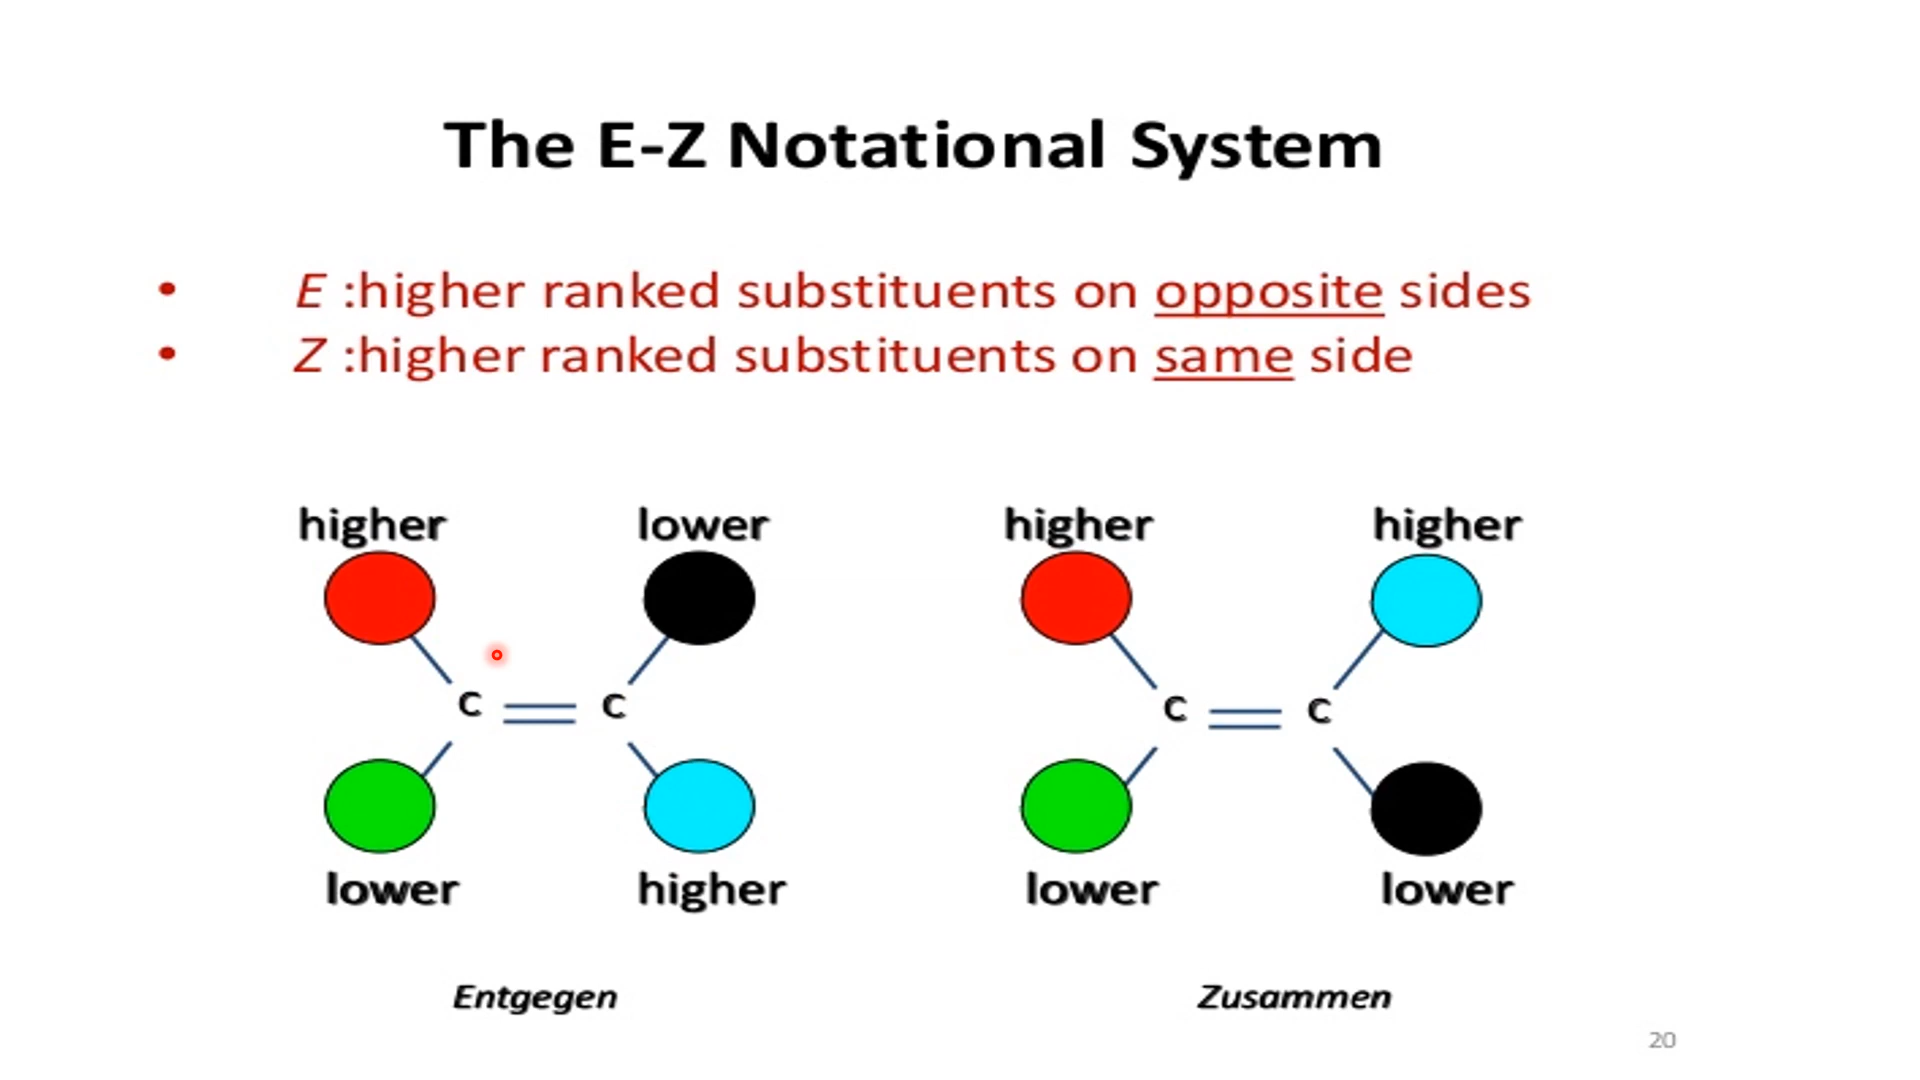 The E-Z Notational System
• E :higher ranked substituents on opposite sides
• Z :higher ranked substituents on same side
higher lower higher higher
C C C C
lower higher lower lower
Entgegen Zusammen
20